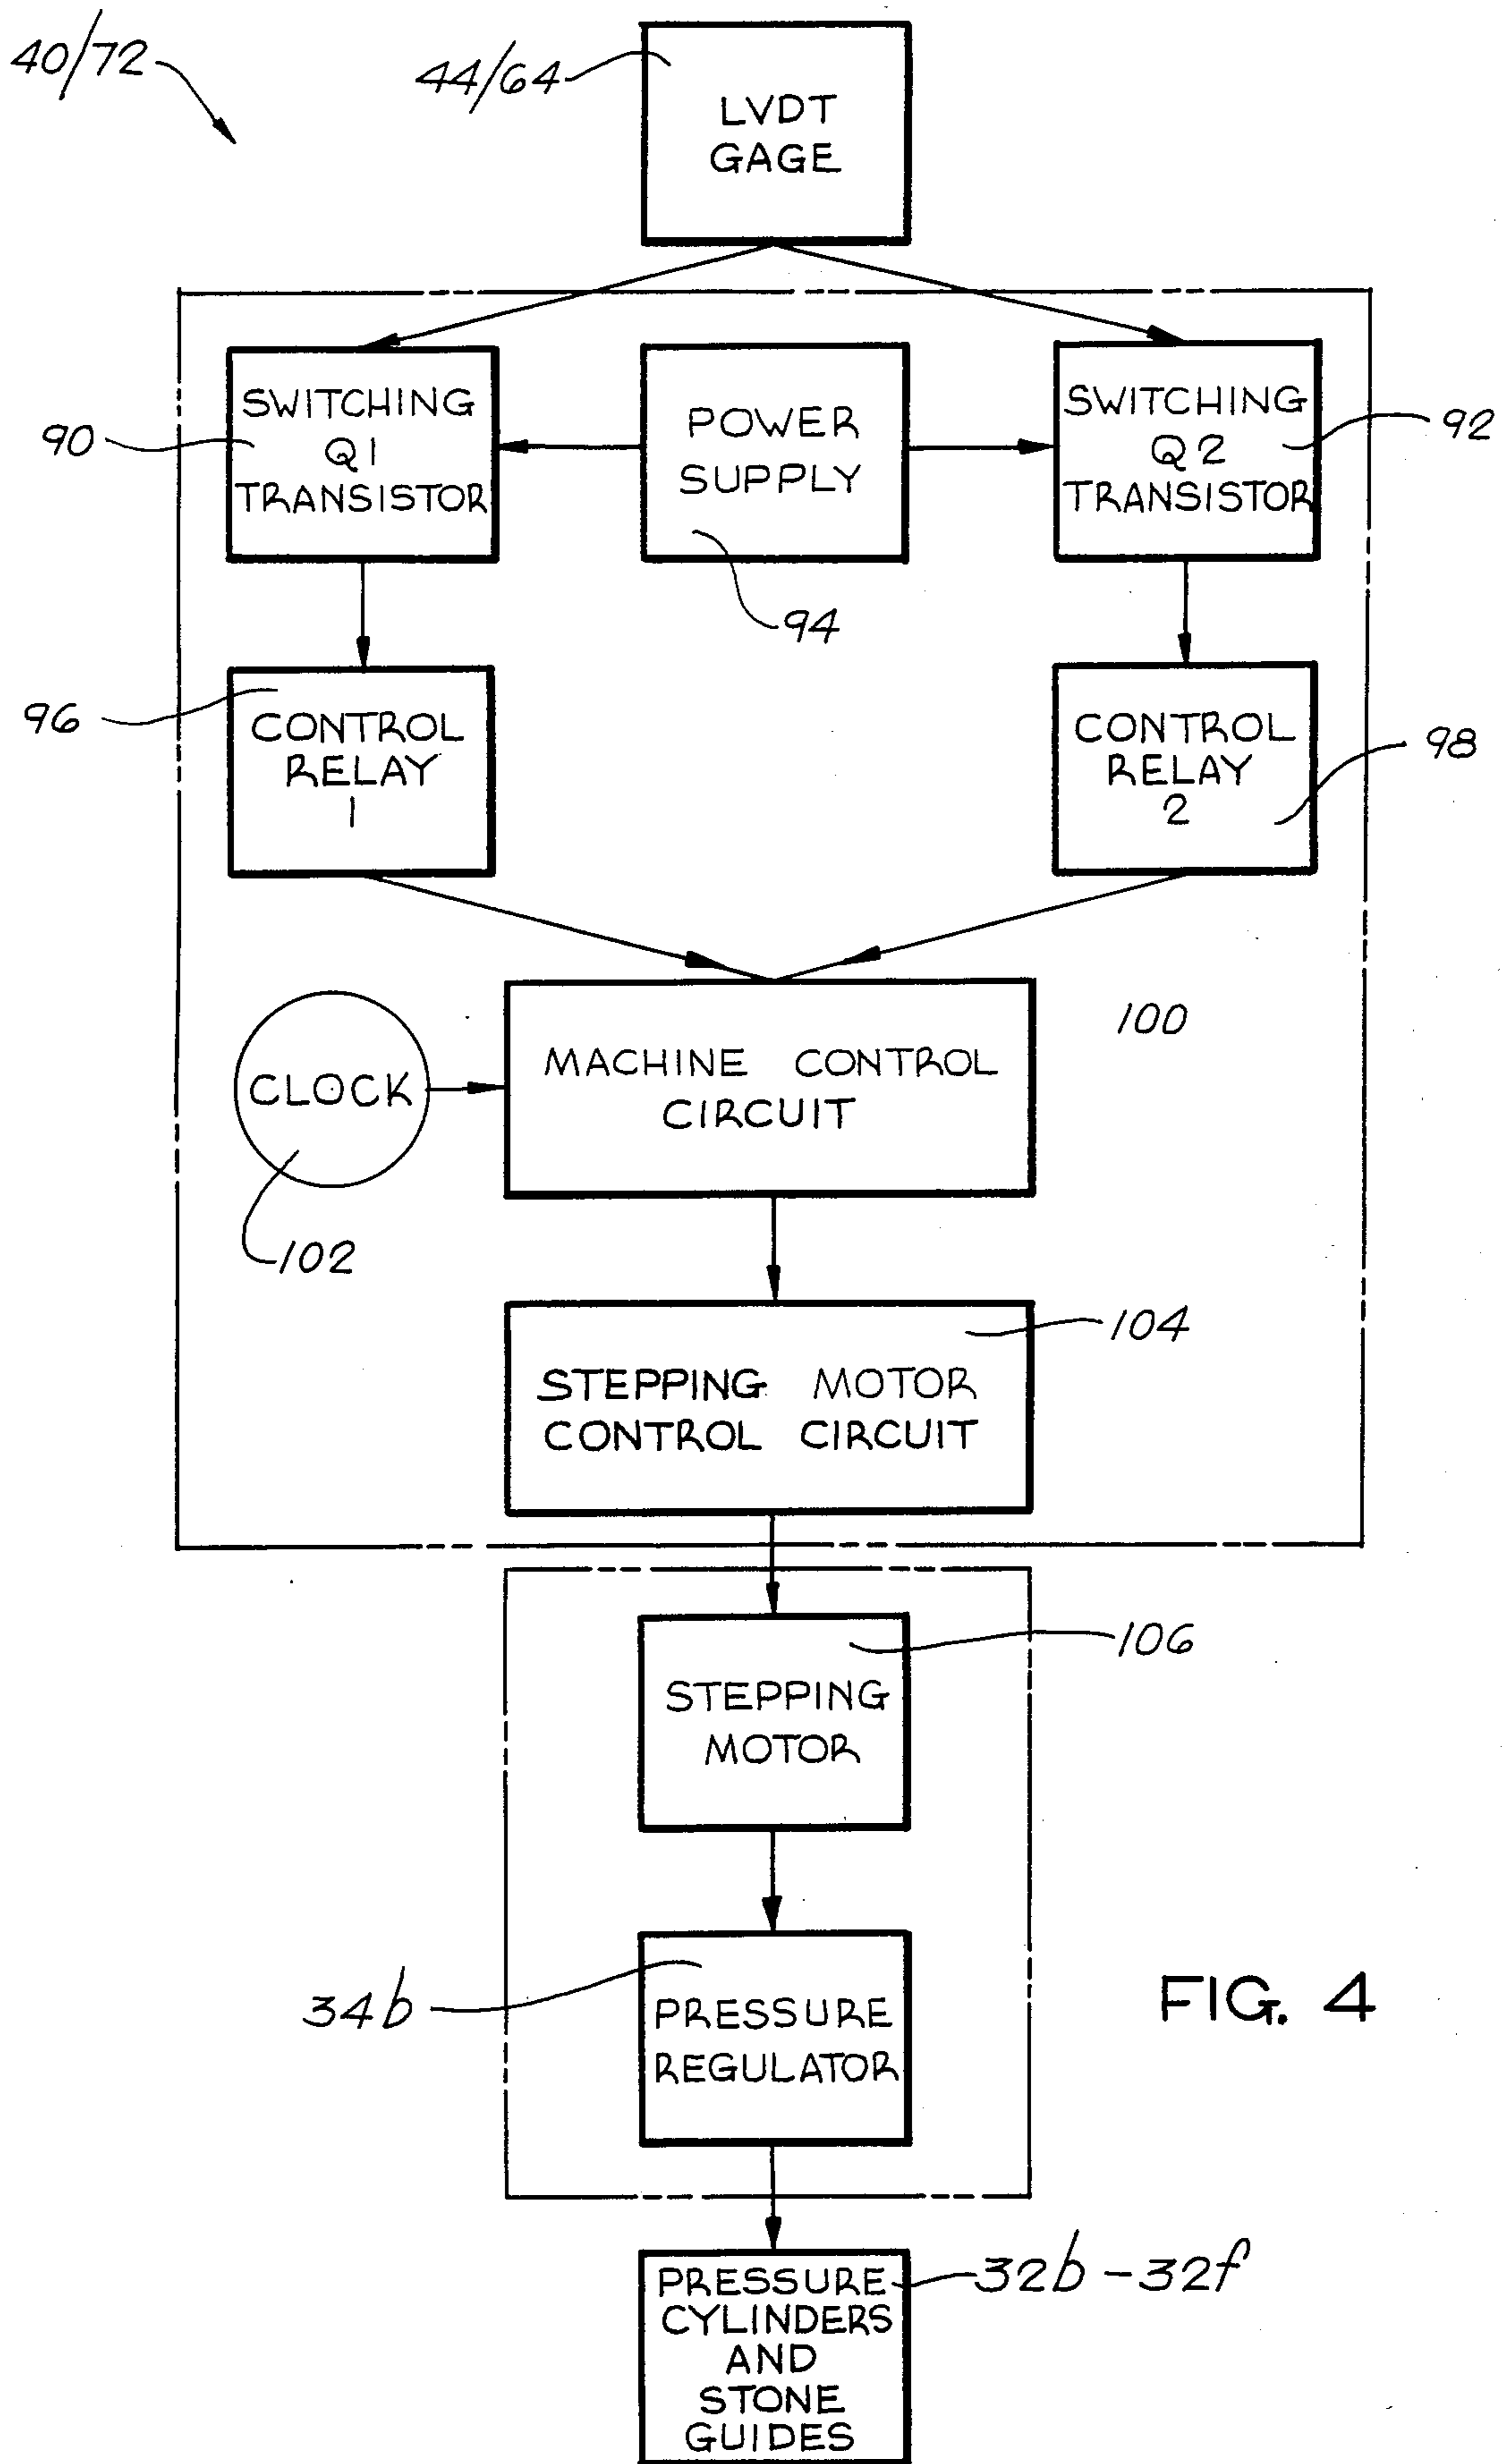 40/72
44/64
LVDT
GAGE
SWITCHING
Q1
TRANSISTOR
90
POWER
SUPPLY
94
SWITCHING
Q2
TRANSISTOR
92
96
CONTROL
RELAY
1
CONTROL
RELAY
2
98
CLOCK
102
MACHINE CONTROL
CIRCUIT
100
STEPPING MOTOR
CONTROL CIRCUIT
104
STEPPING
MOTOR
106
34b
PRESSURE
REGULATOR
FIG. 4
PRESSURE
CYLINDERS
AND
STONE
GUIDES
32b-32f